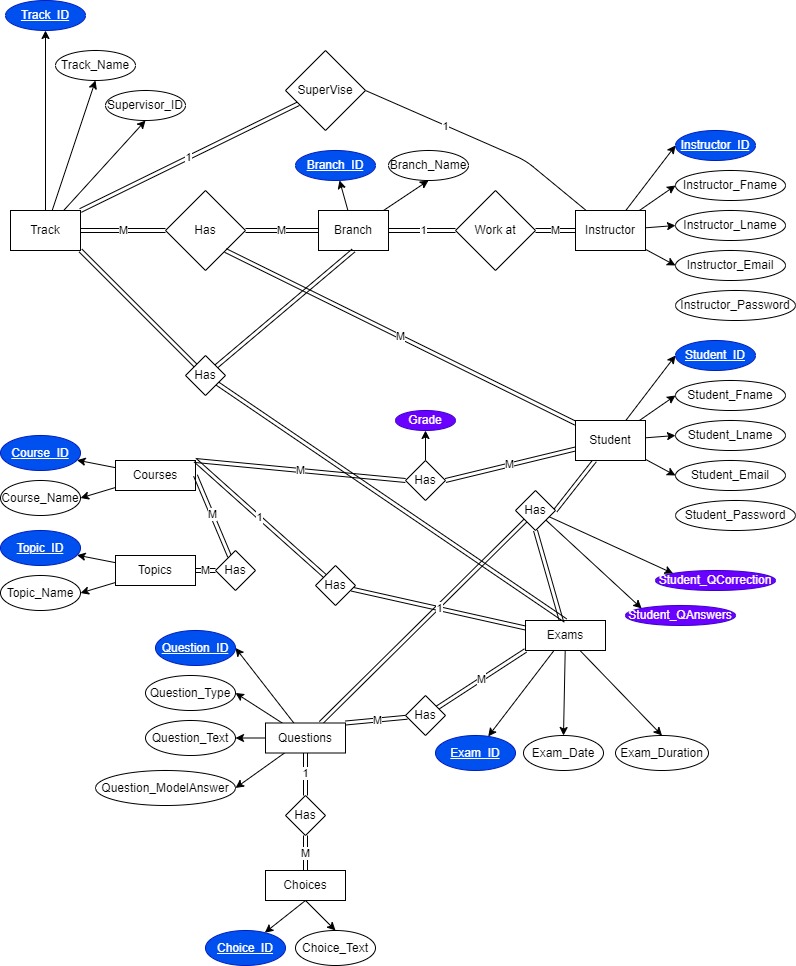 Track_ID
Track_Name
Supervisor_ID
SuperVise
1
1
Branch_ID
Branch_Name
Instructor_ID
Instructor_Fname
Instructor_Lname
Instructor_Email
Instructor_Password
Track
M
Has
M
Branch
1
Work at
M
Instructor
M
Has
Student_ID
Student_Fname
Student_Lname
Student_Email
Student_Password
Grade
Student
Course_ID
Course_Name
Courses
M
Has
M
M
1
Has
Topic_ID
Topic_Name
Topics
M
Has
Has
Student_QCorrection
Student_QAnswers
1
Exams
Question_ID
Question_Type
Question_Text
Question_ModelAnswer
Questions
M
Has
M
Exam_ID
Exam_Date
Exam_Duration
1
Has
M
Choices
Choice_ID
Choice_Text